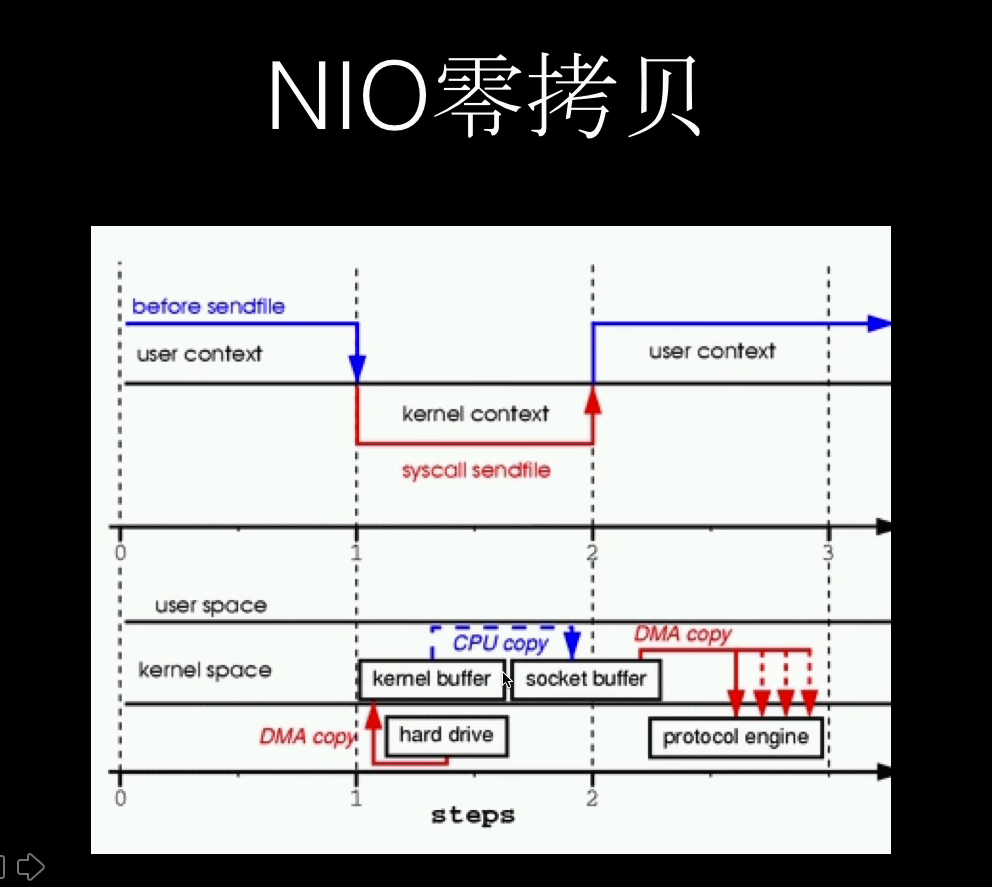 NIO零拷贝
before sendfile
user context
user context
kernel context
syscall sendfile
0 1 2 3
user space
CPU copy
DMA copy
kernel space
kernel buffer
socket buffer
DMA copy
hard drive
protocol engine
0 1 2
steps